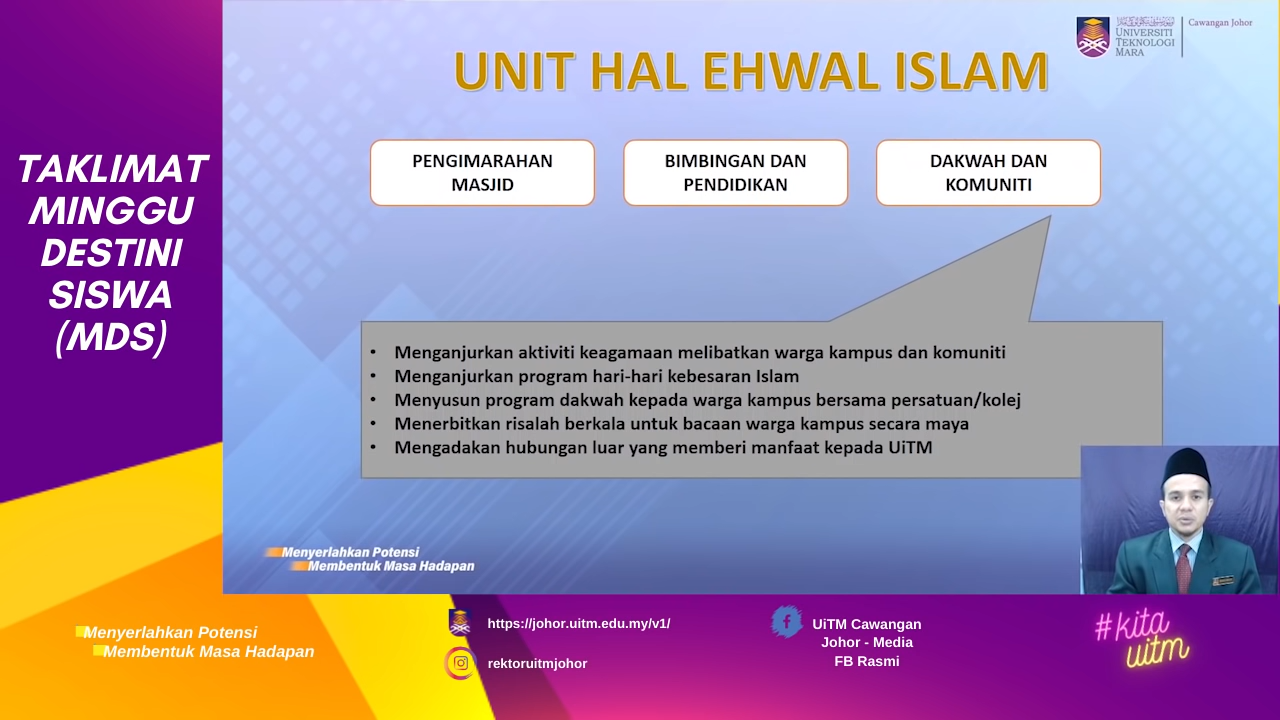 TAKLIMAT
MINGGU
DESTINI
SISWA
(MDS)
UNIVERSITI
TEKNOLOGI
MARA
Cawangan Johor
UNIT HAL EHWAL ISLAM
PENGIMARAHAN
MASJID
BIMBINGAN DAN
PENDIDIKAN
DAKWAH DAN
KOMUNITI
• Menganjurkan aktiviti keagamaan melibatkan warga kampus dan komuniti
• Menganjurkan program hari-hari kebesaran Islam
• Menyusun program dakwah kepada warga kampus bersama persatuan/kolej
• Menerbitkan risalah berkala untuk bacaan warga kampus secara maya
• Mengadakan hubungan luar yang memberi manfaat kepada UiTM
Menyerlahkan Potensi
Membentuk Masa Hadapan
Menyerlahkan Potensi
Membentuk Masa Hadapan
https://johor.uitm.edu.my/v1/
rektoruitmjohor
UiTM Cawangan
Johor - Media
FB Rasmi
#kita
uitm